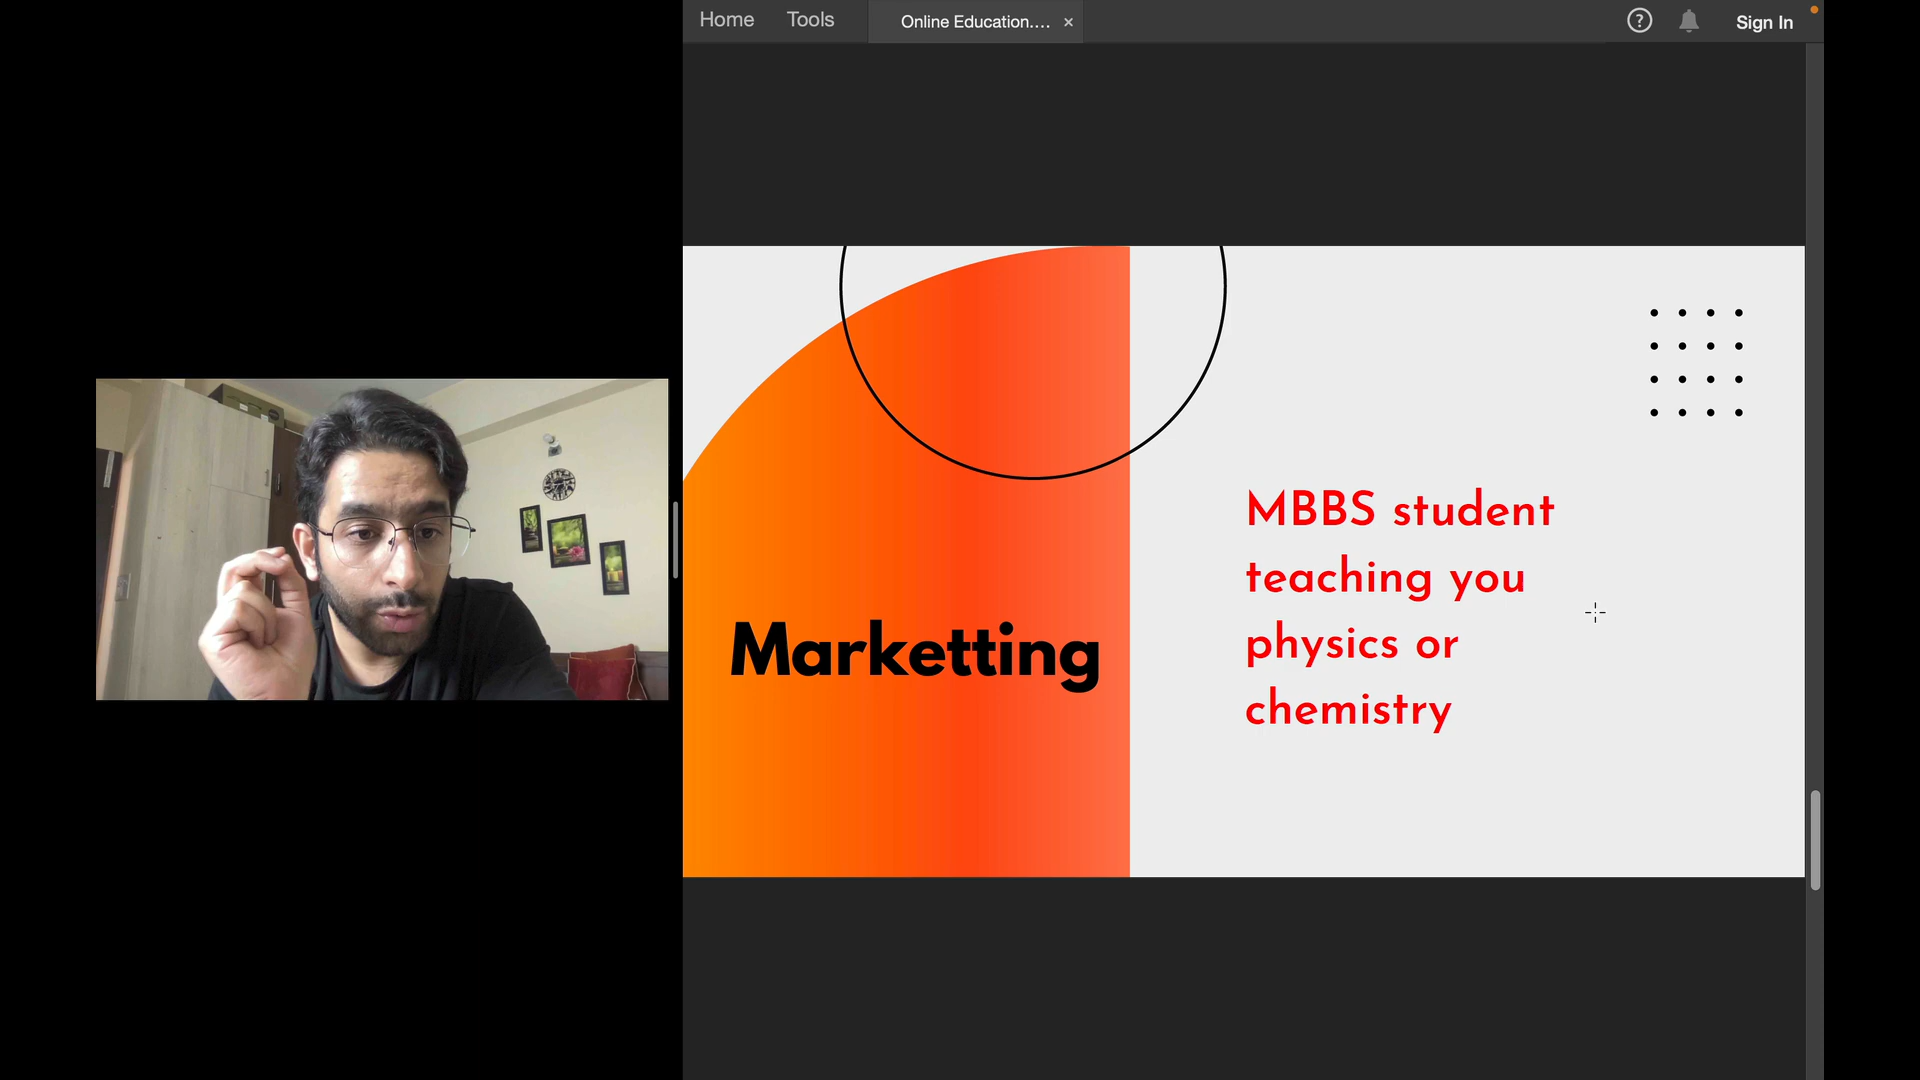 Home Tools Online Education.... × ? Sign In
Marketting
MBBS student
teaching you
physics or
chemistry